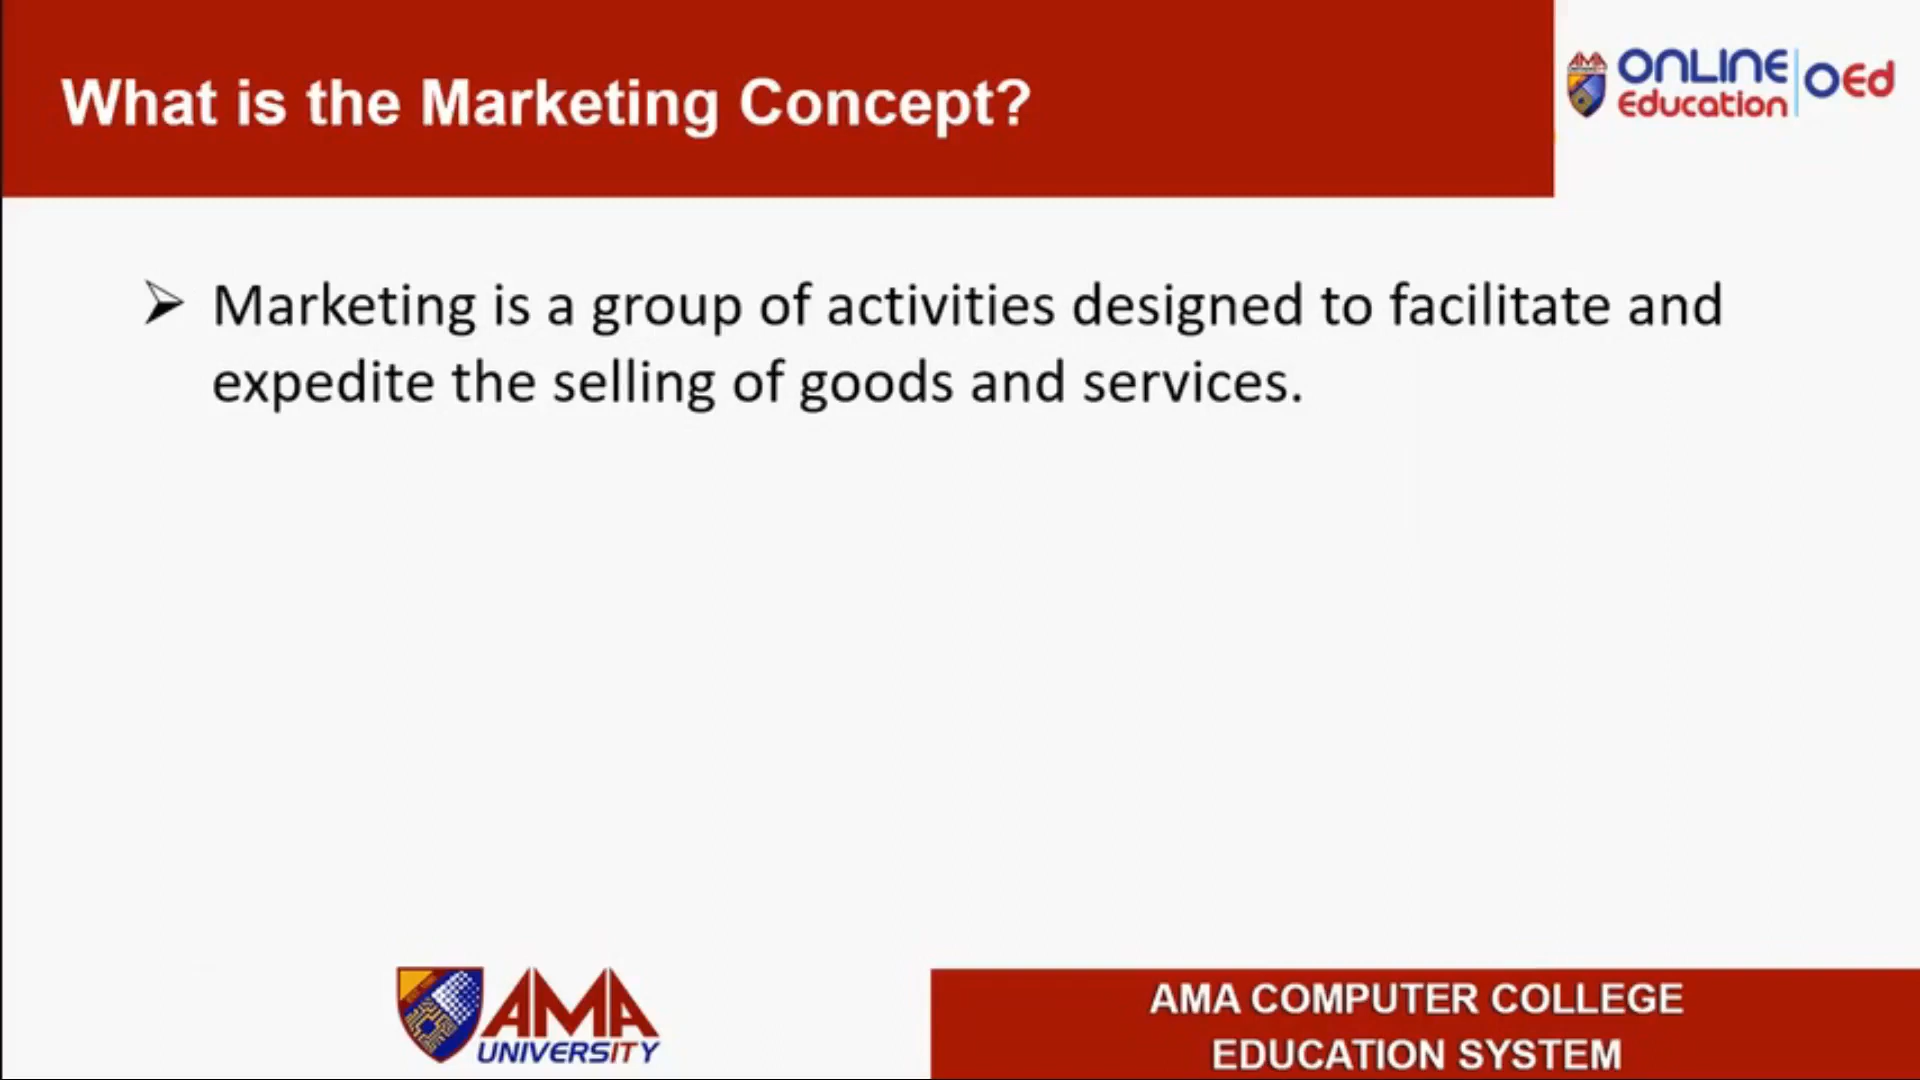 What is the Marketing Concept?
AMA
ONLINE
Education
OEd
Marketing is a group of activities designed to facilitate and
expedite the selling of goods and services.
AMA
UNIVERSITY
AMA COMPUTER COLLEGE
EDUCATION SYSTEM